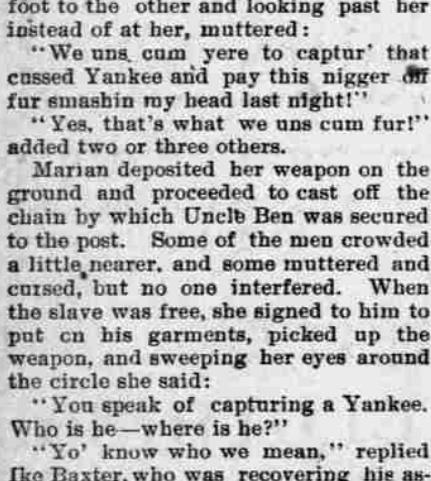 foot to the other and looking past her
instead of at her, muttered:
"We uns cum yere to captur' that
cussed Yankee and pay this nigger off
fur smashin my head last night!"
"Yes, that's what we uns cum fur!"
added two or three others.
Marian deposited her weapon on the
ground and proceeded to cast off the
chain by which Uncle Ben was secured
to the post. Some of the men crowded
a little nearer, and some muttered and
cursed, but no one interfered. When
the slave was free, she signed to him to
put on his garments, picked up the
weapon, and sweeping her eyes around
the circle she said:
"You speak of capturing a Yankee.
Who is he—where is he?"
"Yo' know who we mean," replied
Ike Baxter, who was recovering his as-